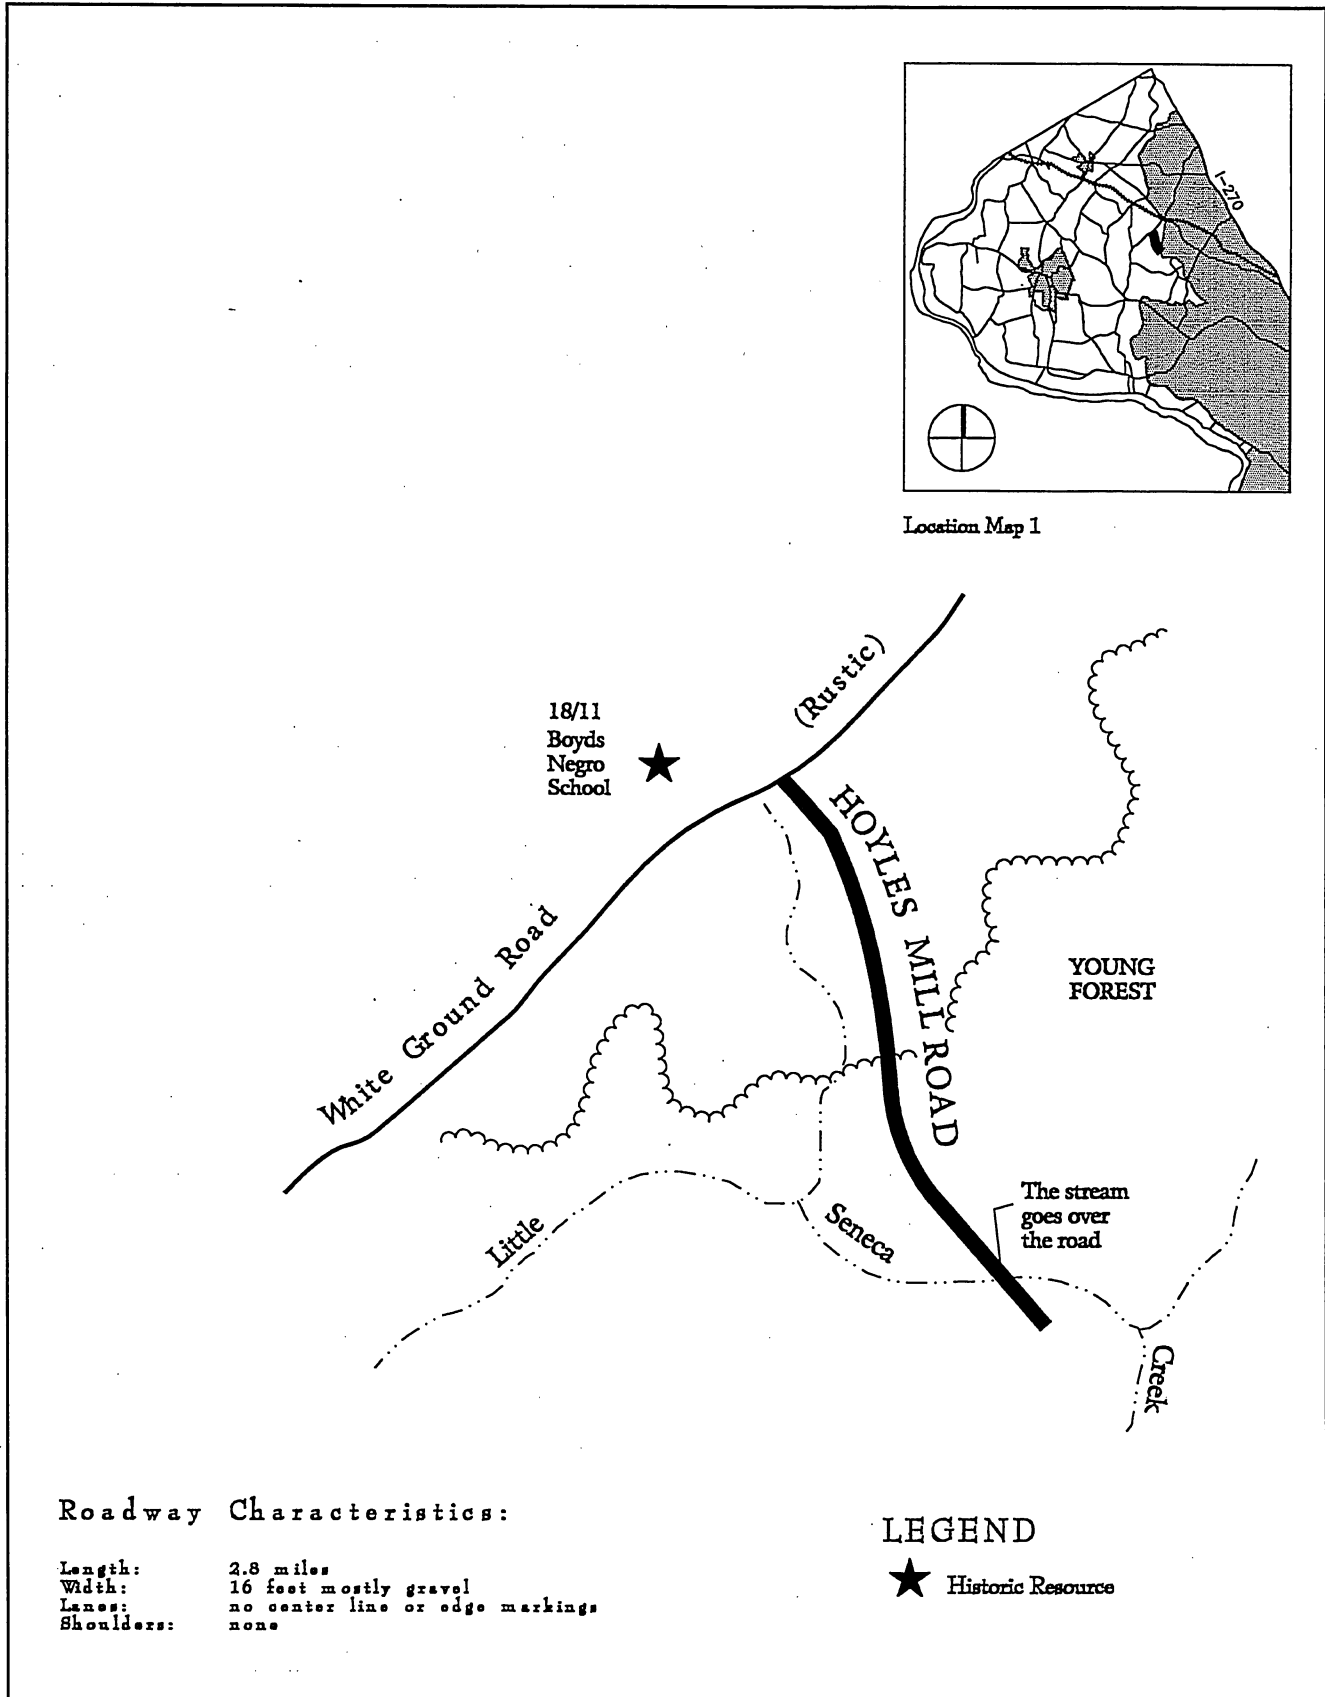 I-270
Location Map 1
(Rustic)
18/11
Boyds
Negro
School
HOYLES MILL ROAD
White Ground Road
YOUNG
FOREST
The stream
goes over
the road
Little
Seneca
Creek
Roadway Characteristics:
Length: 2.8 miles
Width: 16 feet mostly gravel
Lanes: no center line or edge markings
Shoulders: none
LEGEND
Historic Resource